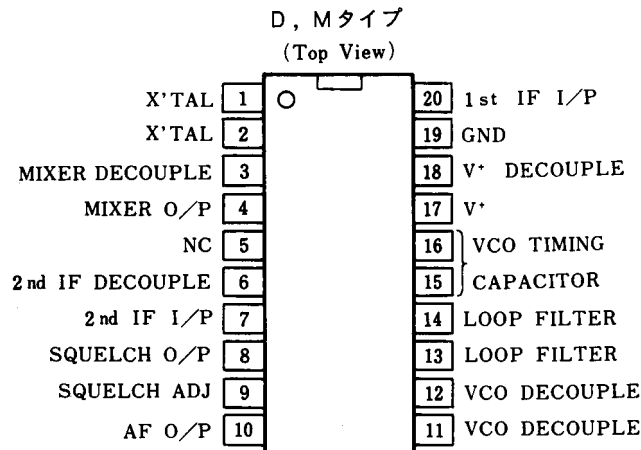 D, Mタイプ
(Top View)
X'TAL 1 20 1st IF I/P
X'TAL 2 19 GND
MIXER DECOUPLE 3 18 V+ DECOUPLE
MIXER O/P 4 17 V+
NC 5 16 VCO TIMING
2nd IF DECOUPLE 6 15 CAPACITOR
2nd IF I/P 7 14 LOOP FILTER
SQUELCH O/P 8 13 LOOP FILTER
SQUELCH ADJ 9 12 VCO DECOUPLE
AF O/P 10 11 VCO DECOUPLE